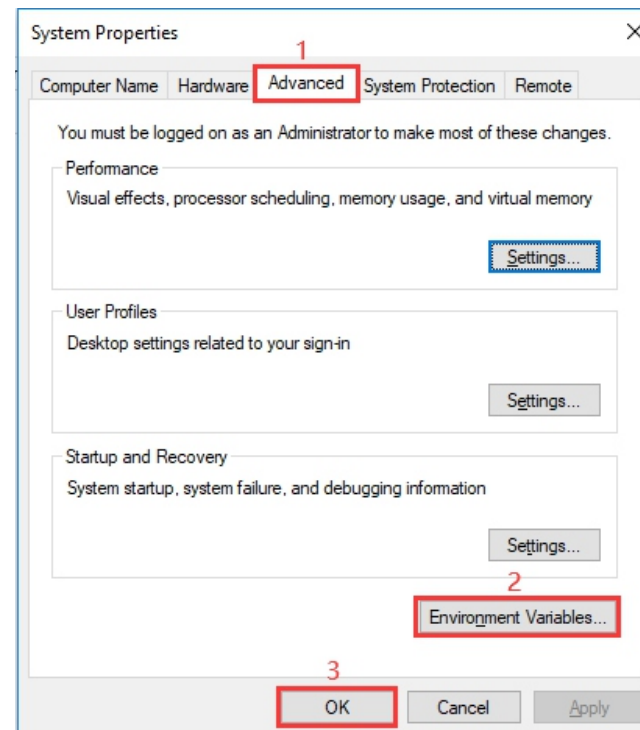 System Properties
1
Computer Name Hardware Advanced System Protection Remote
You must be logged on as an Administrator to make most of these changes.
Performance
Visual effects, processor scheduling, memory usage, and virtual memory
Settings...
User Profiles
Desktop settings related to your sign-in
Settings...
Startup and Recovery
System startup, system failure, and debugging information
Settings...
2
Environment Variables...
3
OK Cancel Apply